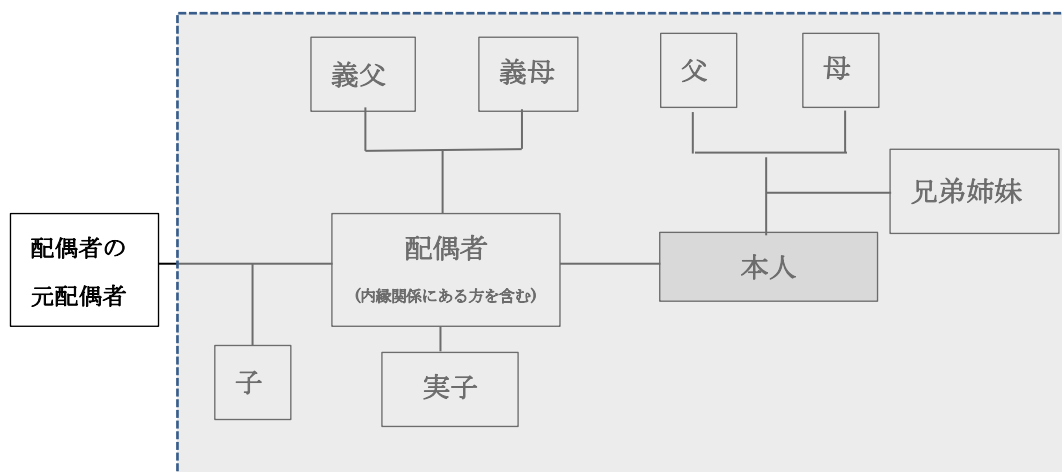 義父
義母
父
母
兄弟姉妹
配偶者の
元配偶者
配偶者
(内縁関係にある方を含む)
本人
子
実子